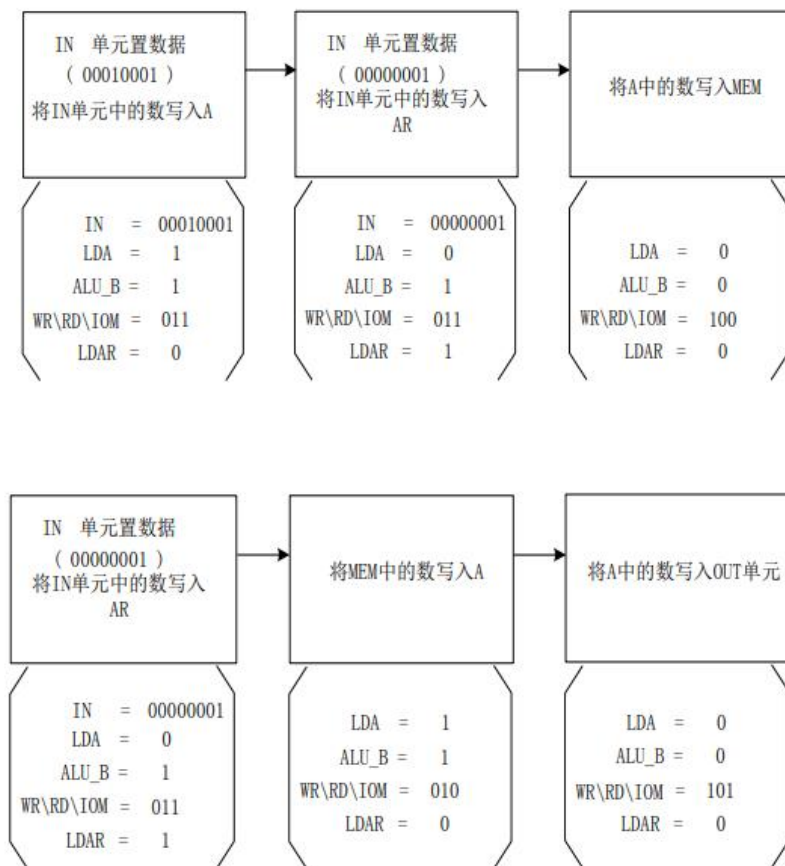 IN 单元置数据
( 00010001 )
将IN单元中的数写入A
IN 单元置数据
( 00000001 )
将IN单元中的数写入
AR
将A中的数写入MEM
IN = 00010001
LDA = 1
ALU_B = 1
WR\RD\IOM = 011
LDAR = 0
IN = 00000001
LDA = 0
ALU_B = 1
WR\RD\IOM = 011
LDAR = 1
LDA = 0
ALU_B = 0
WR\RD\IOM = 100
LDAR = 0
IN 单元置数据
( 00000001 )
将IN单元中的数写入
AR
将MEM中的数写入A
将A中的数写入OUT单元
IN = 00000001
LDA = 0
ALU_B = 1
WR\RD\IOM = 011
LDAR = 1
LDA = 1
ALU_B = 1
WR\RD\IOM = 010
LDAR = 0
LDA = 0
ALU_B = 0
WR\RD\IOM = 101
LDAR = 0